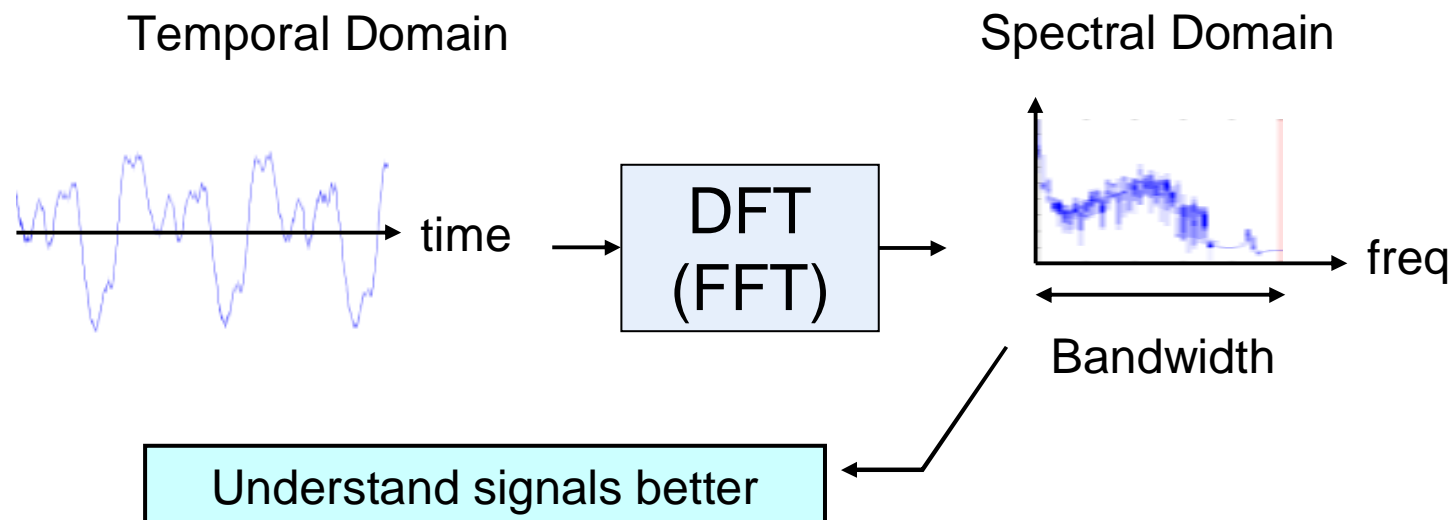 Temporal Domain
Spectral Domain
time
DFT
(FFT)
freq
Bandwidth
Understand signals better